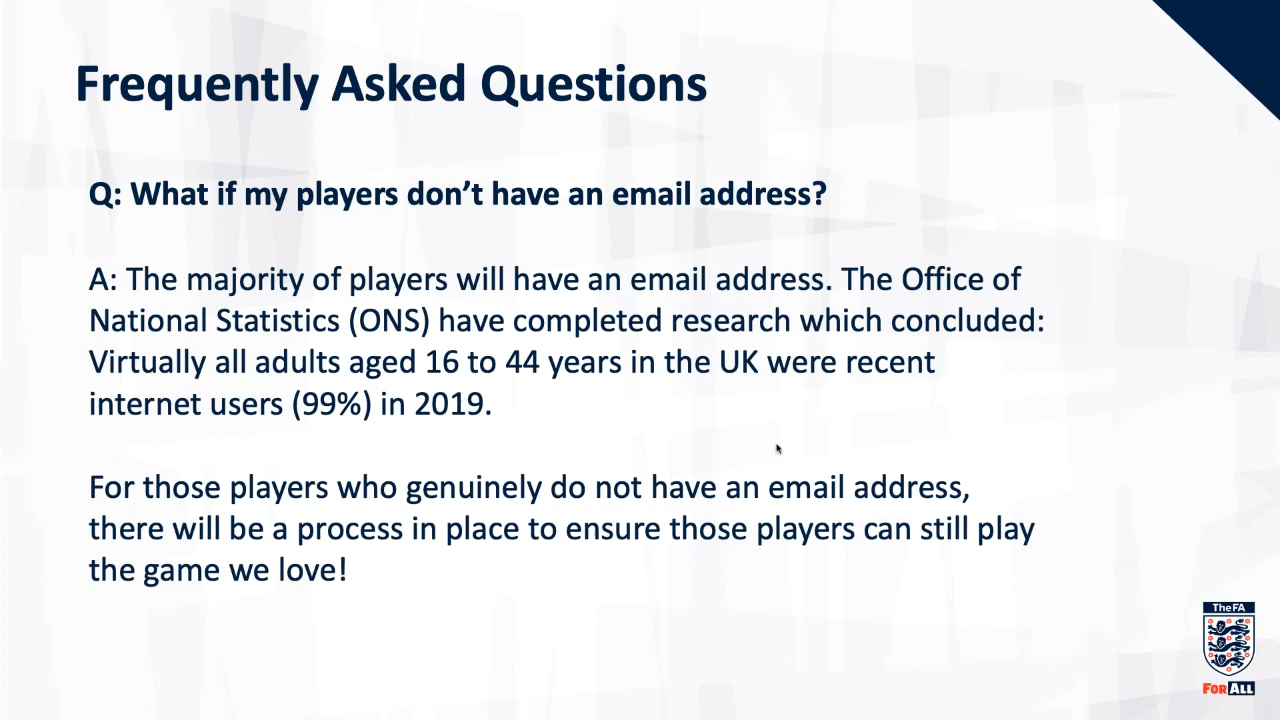 Frequently Asked Questions
Q: What if my players don’t have an email address?
A: The majority of players will have an email address. The Office of
National Statistics (ONS) have completed research which concluded:
Virtually all adults aged 16 to 44 years in the UK were recent
internet users (99%) in 2019.
For those players who genuinely do not have an email address,
there will be a process in place to ensure those players can still play
the game we love!
The FA
FOR ALL